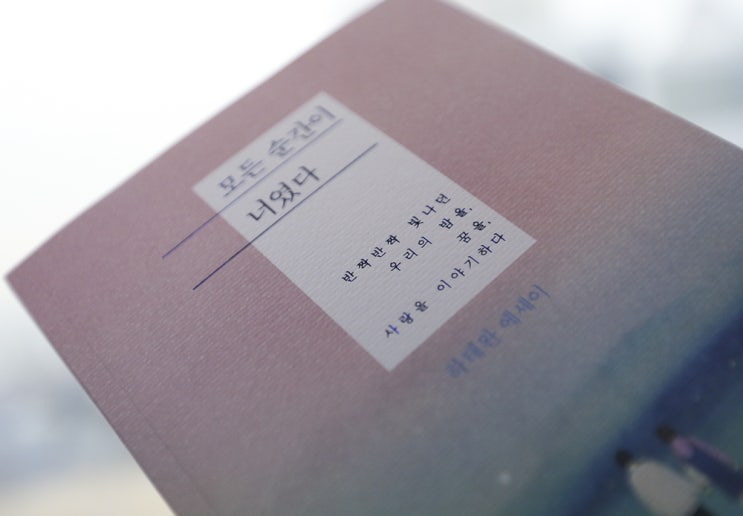 모든 순간이
너였다
반짝반짝 빛나던
우리의 밤을,
꿈을,
사랑을 이야기하다
하태완 에세이